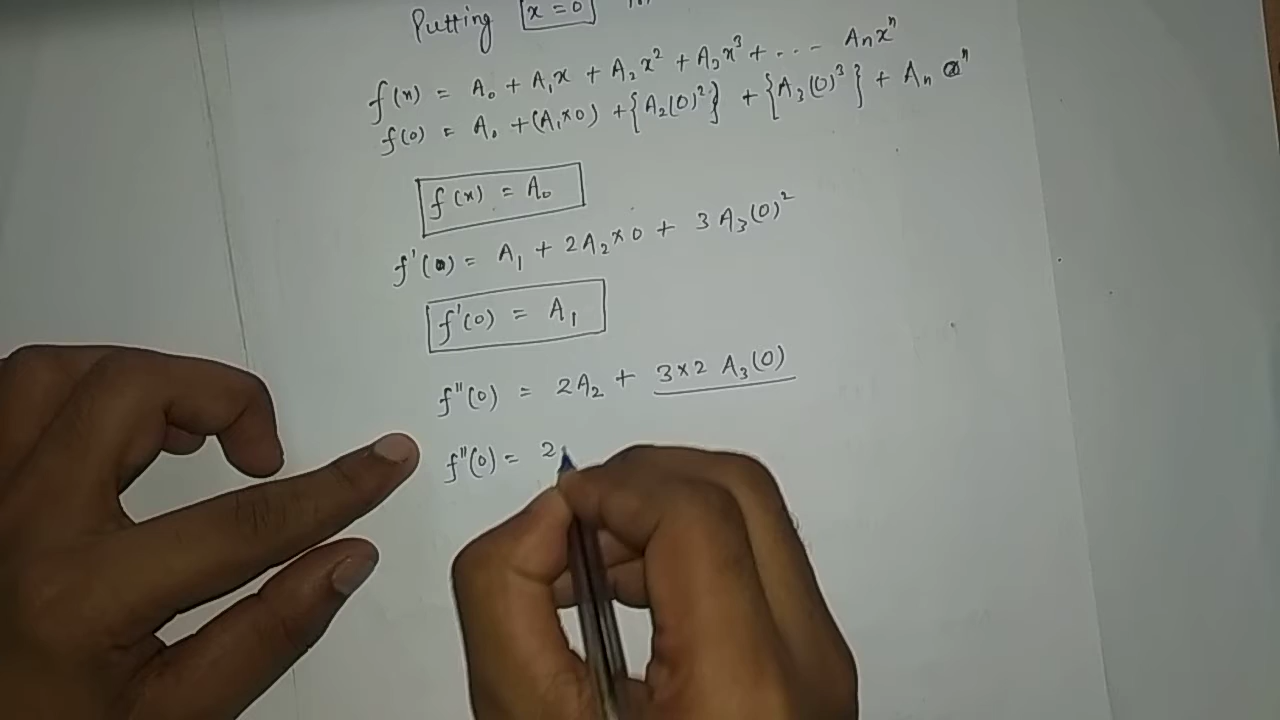 Putting x = 0
f(x) = A₀ + A₁x + A₂x² + A₃x³ + ... Anxⁿ
f(0) = A₀ + (A₁×0) + {A₂(0)²} + {A₃(0)³} + An 0ⁿ
f(x) = A₀
f'(0) = A₁ + 2A₂×0 + 3A₃(0)²
f'(0) = A₁
f''(0) = 2A₂ + 3×2 A₃(0)
f''(0) = 2